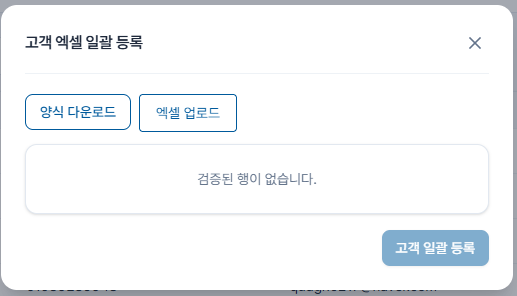 고객 엑셀 일괄 등록
양식 다운로드
엑셀 업로드
검증된 행이 없습니다.
고객 일괄 등록